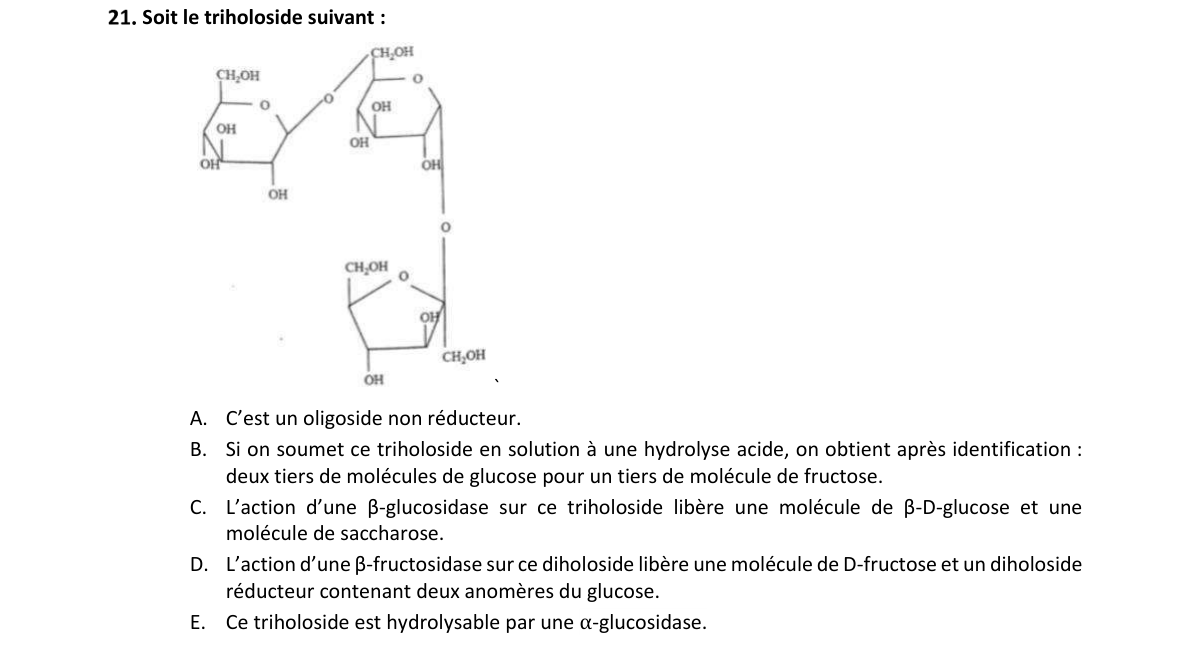 21. Soit le triholoside suivant :
CH₂OH
CH₂OH
O
O
O
OH
OH
OH
OH
OH
OH
O
CH₂OH
O
OH
CH₂OH
OH
A. C’est un oligoside non réducteur.
B. Si on soumet ce triholoside en solution à une hydrolyse acide, on obtient après identification :
deux tiers de molécules de glucose pour un tiers de molécule de fructose.
C. L’action d’une β-glucosidase sur ce triholoside libère une molécule de β-D-glucose et une
molécule de saccharose.
D. L’action d’une β-fructosidase sur ce diholoside libère une molécule de D-fructose et un diholoside
réducteur contenant deux anomères du glucose.
E. Ce triholoside est hydrolysable par une α-glucosidase.